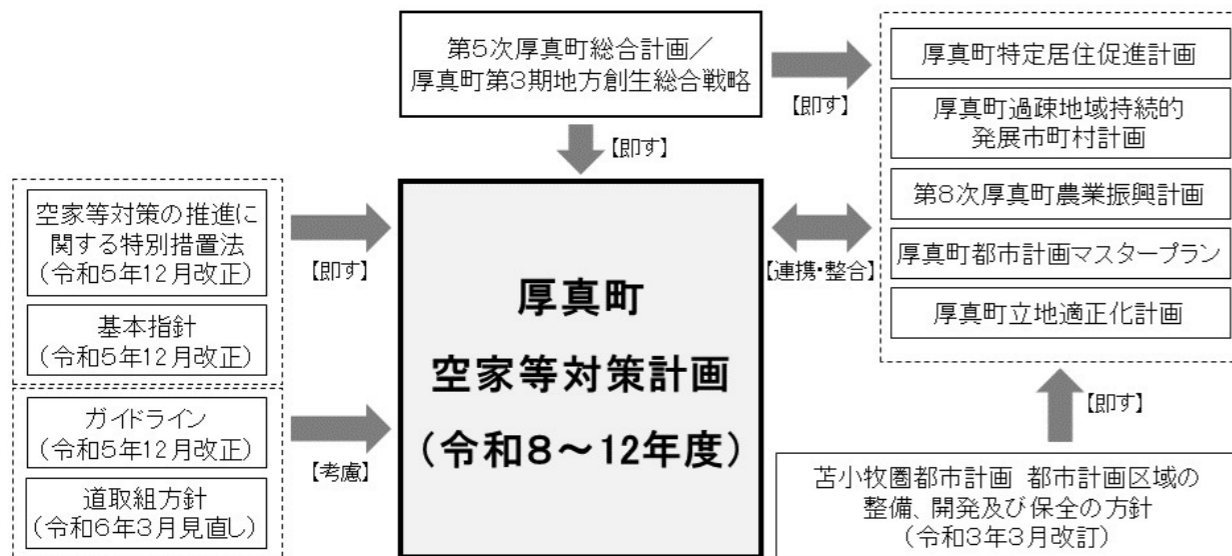 第5次厚真町総合計画／
厚真町第3期地方創生総合戦略
【即す】
【即す】
厚真町特定居住促進計画
厚真町過疎地域持続的
発展市町村計画
第8次厚真町農業振興計画
厚真町都市計画マスタープラン
厚真町立地適正化計画
空家等対策の推進に
関する特別措置法
（令和5年12月改正）
基本指針
（令和5年12月改正）
【即す】
ガイドライン
（令和5年12月改正）
道取組方針
（令和6年3月見直し）
【考慮】
厚真町
空家等対策計画
（令和8～12年度）
【連携・整合】
【即す】
苫小牧圏都市計画 都市計画区域の
整備、開発及び保全の方針
（令和3年3月改訂）